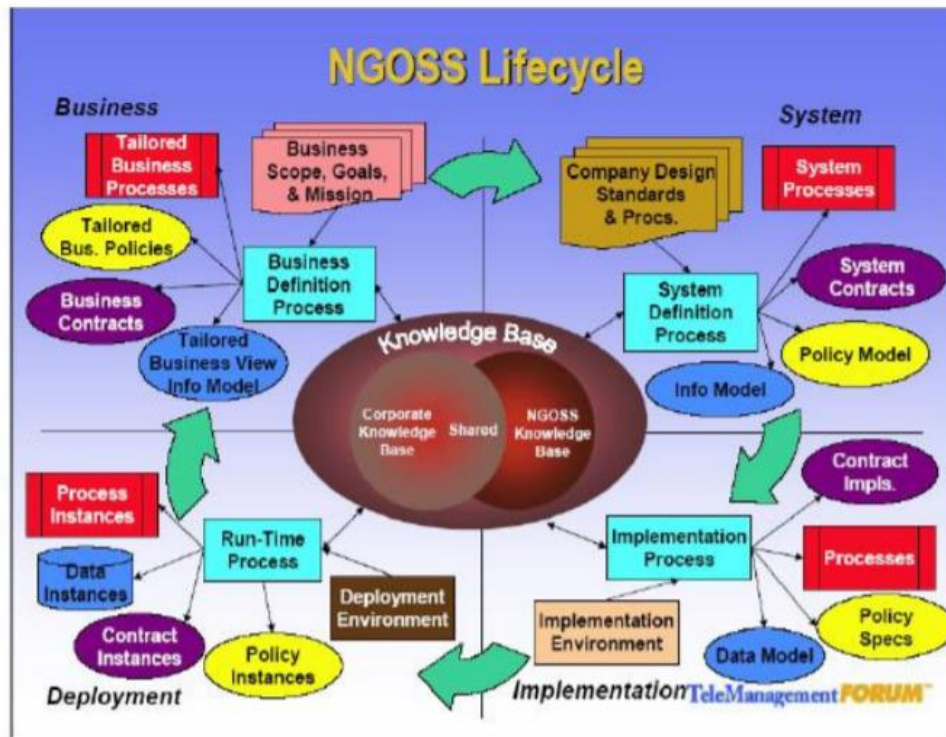 NGOSS Lifecycle
Business
Tailored
Business
Processes
Business
Scope, Goals,
& Mission
Tailored
Bus. Policies
Business
Definition
Process
Business
Contracts
Tailored
Business View
Info Model
System
Company Design
Standards
& Procs.
System
Processes
System
Definition
Process
System
Contracts
Policy Model
Info Model
Knowledge Base
Corporate
Knowledge
Base
Shared
NGOSS
Knowledge
Base
Process
Instances
Run-Time
Process
Data
Instances
Deployment
Environment
Contract
Instances
Policy
Instances
Deployment
Contract
Impls.
Implementation
Process
Processes
Implementation
Environment
Policy
Specs
Data Model
Implementation
TeleManagement FORUM™